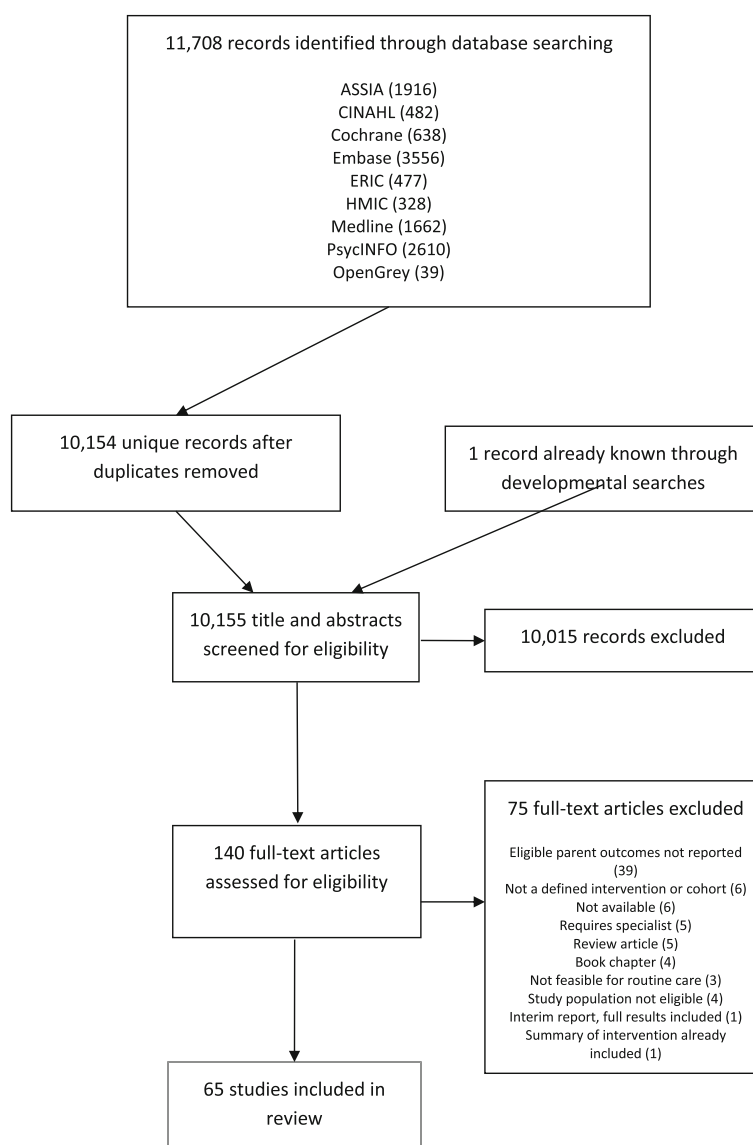 11,708 records identified through database searching
ASSIA (1916)
CINAHL (482)
Cochrane (638)
Embase (3556)
ERIC (477)
HMIC (328)
Medline (1662)
PsycINFO (2610)
OpenGrey (39)
10,154 unique records after
duplicates removed
1 record already known through
developmental searches
10,155 title and abstracts
screened for eligibility
10,015 records excluded
140 full-text articles
assessed for eligibility
75 full-text articles excluded
Eligible parent outcomes not reported
(39)
Not a defined intervention or cohort (6)
Not available (6)
Requires specialist (5)
Review article (5)
Book chapter (4)
Not feasible for routine care (3)
Study population not eligible (4)
Interim report, full results included (1)
Summary of intervention already
included (1)
65 studies included in
review